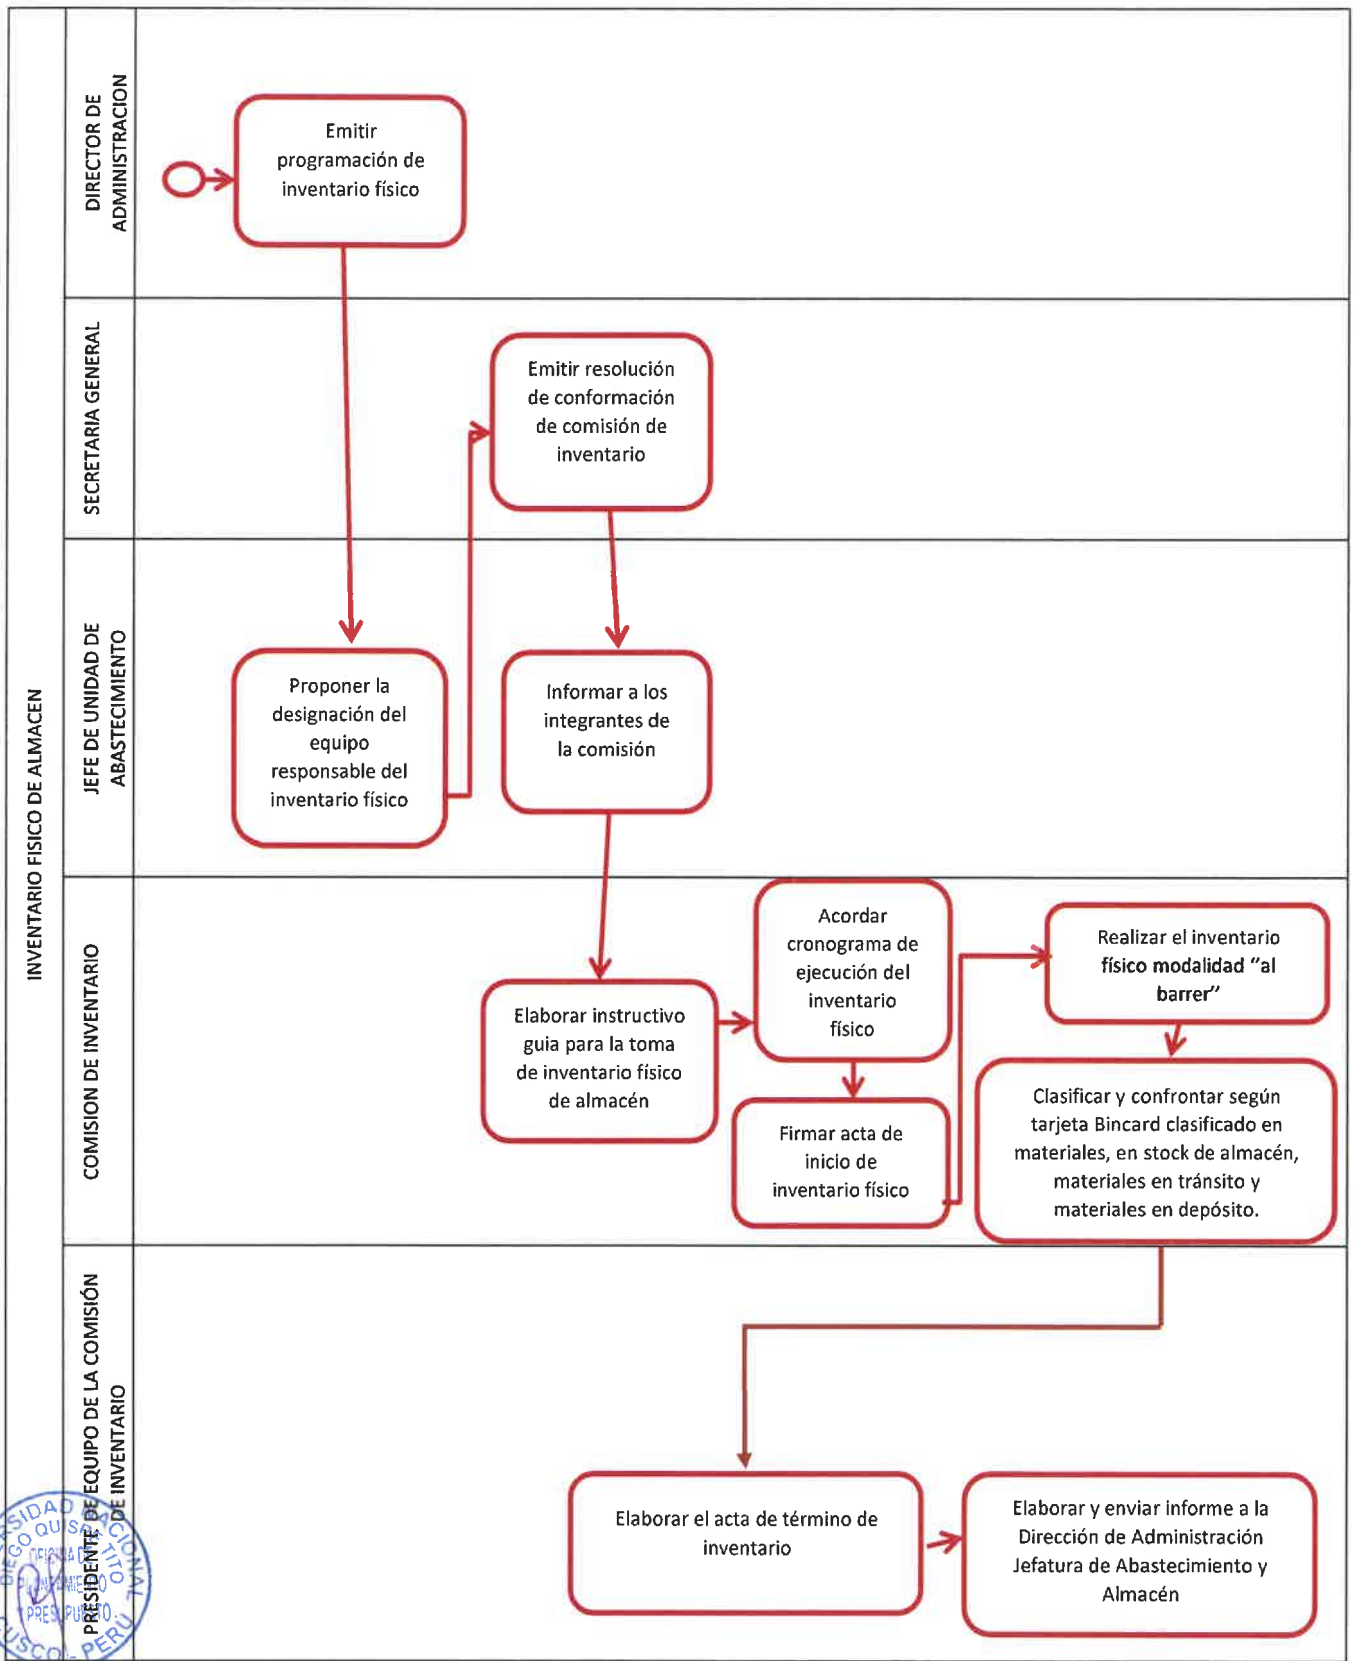 INVENTARIO FISICO DE ALMACEN
DIRECTOR DE
ADMINISTRACION
Emitir
programación de
inventario físico
SECRETARIA GENERAL
Emitir resolución
de conformación
de comisión de
inventario
JEFE DE UNIDAD DE
ABASTECIMIENTO
Proponer la
designación del
equipo
responsable del
inventario físico
Informar a los
integrantes de
la comisión
COMISION DE INVENTARIO
Elaborar instructivo
guia para la toma
de inventario físico
de almacén
Acordar
cronograma de
ejecución del
inventario
físico
Firmar acta de
inicio de
inventario físico
Realizar el inventario
físico modalidad "al
barrer"
Clasificar y confrontar según
tarjeta Bincard clasificado en
materiales, en stock de almacén,
materiales en tránsito y
materiales en depósito.
PRESIDENTE DE EQUIPO DE LA COMISIÓN
DE INVENTARIO
Elaborar el acta de término de
inventario
Elaborar y enviar informe a la
Dirección de Administración
Jefatura de Abastecimiento y
Almacén
DIEGO QUISPE TITO
CUSCO - PERÚ